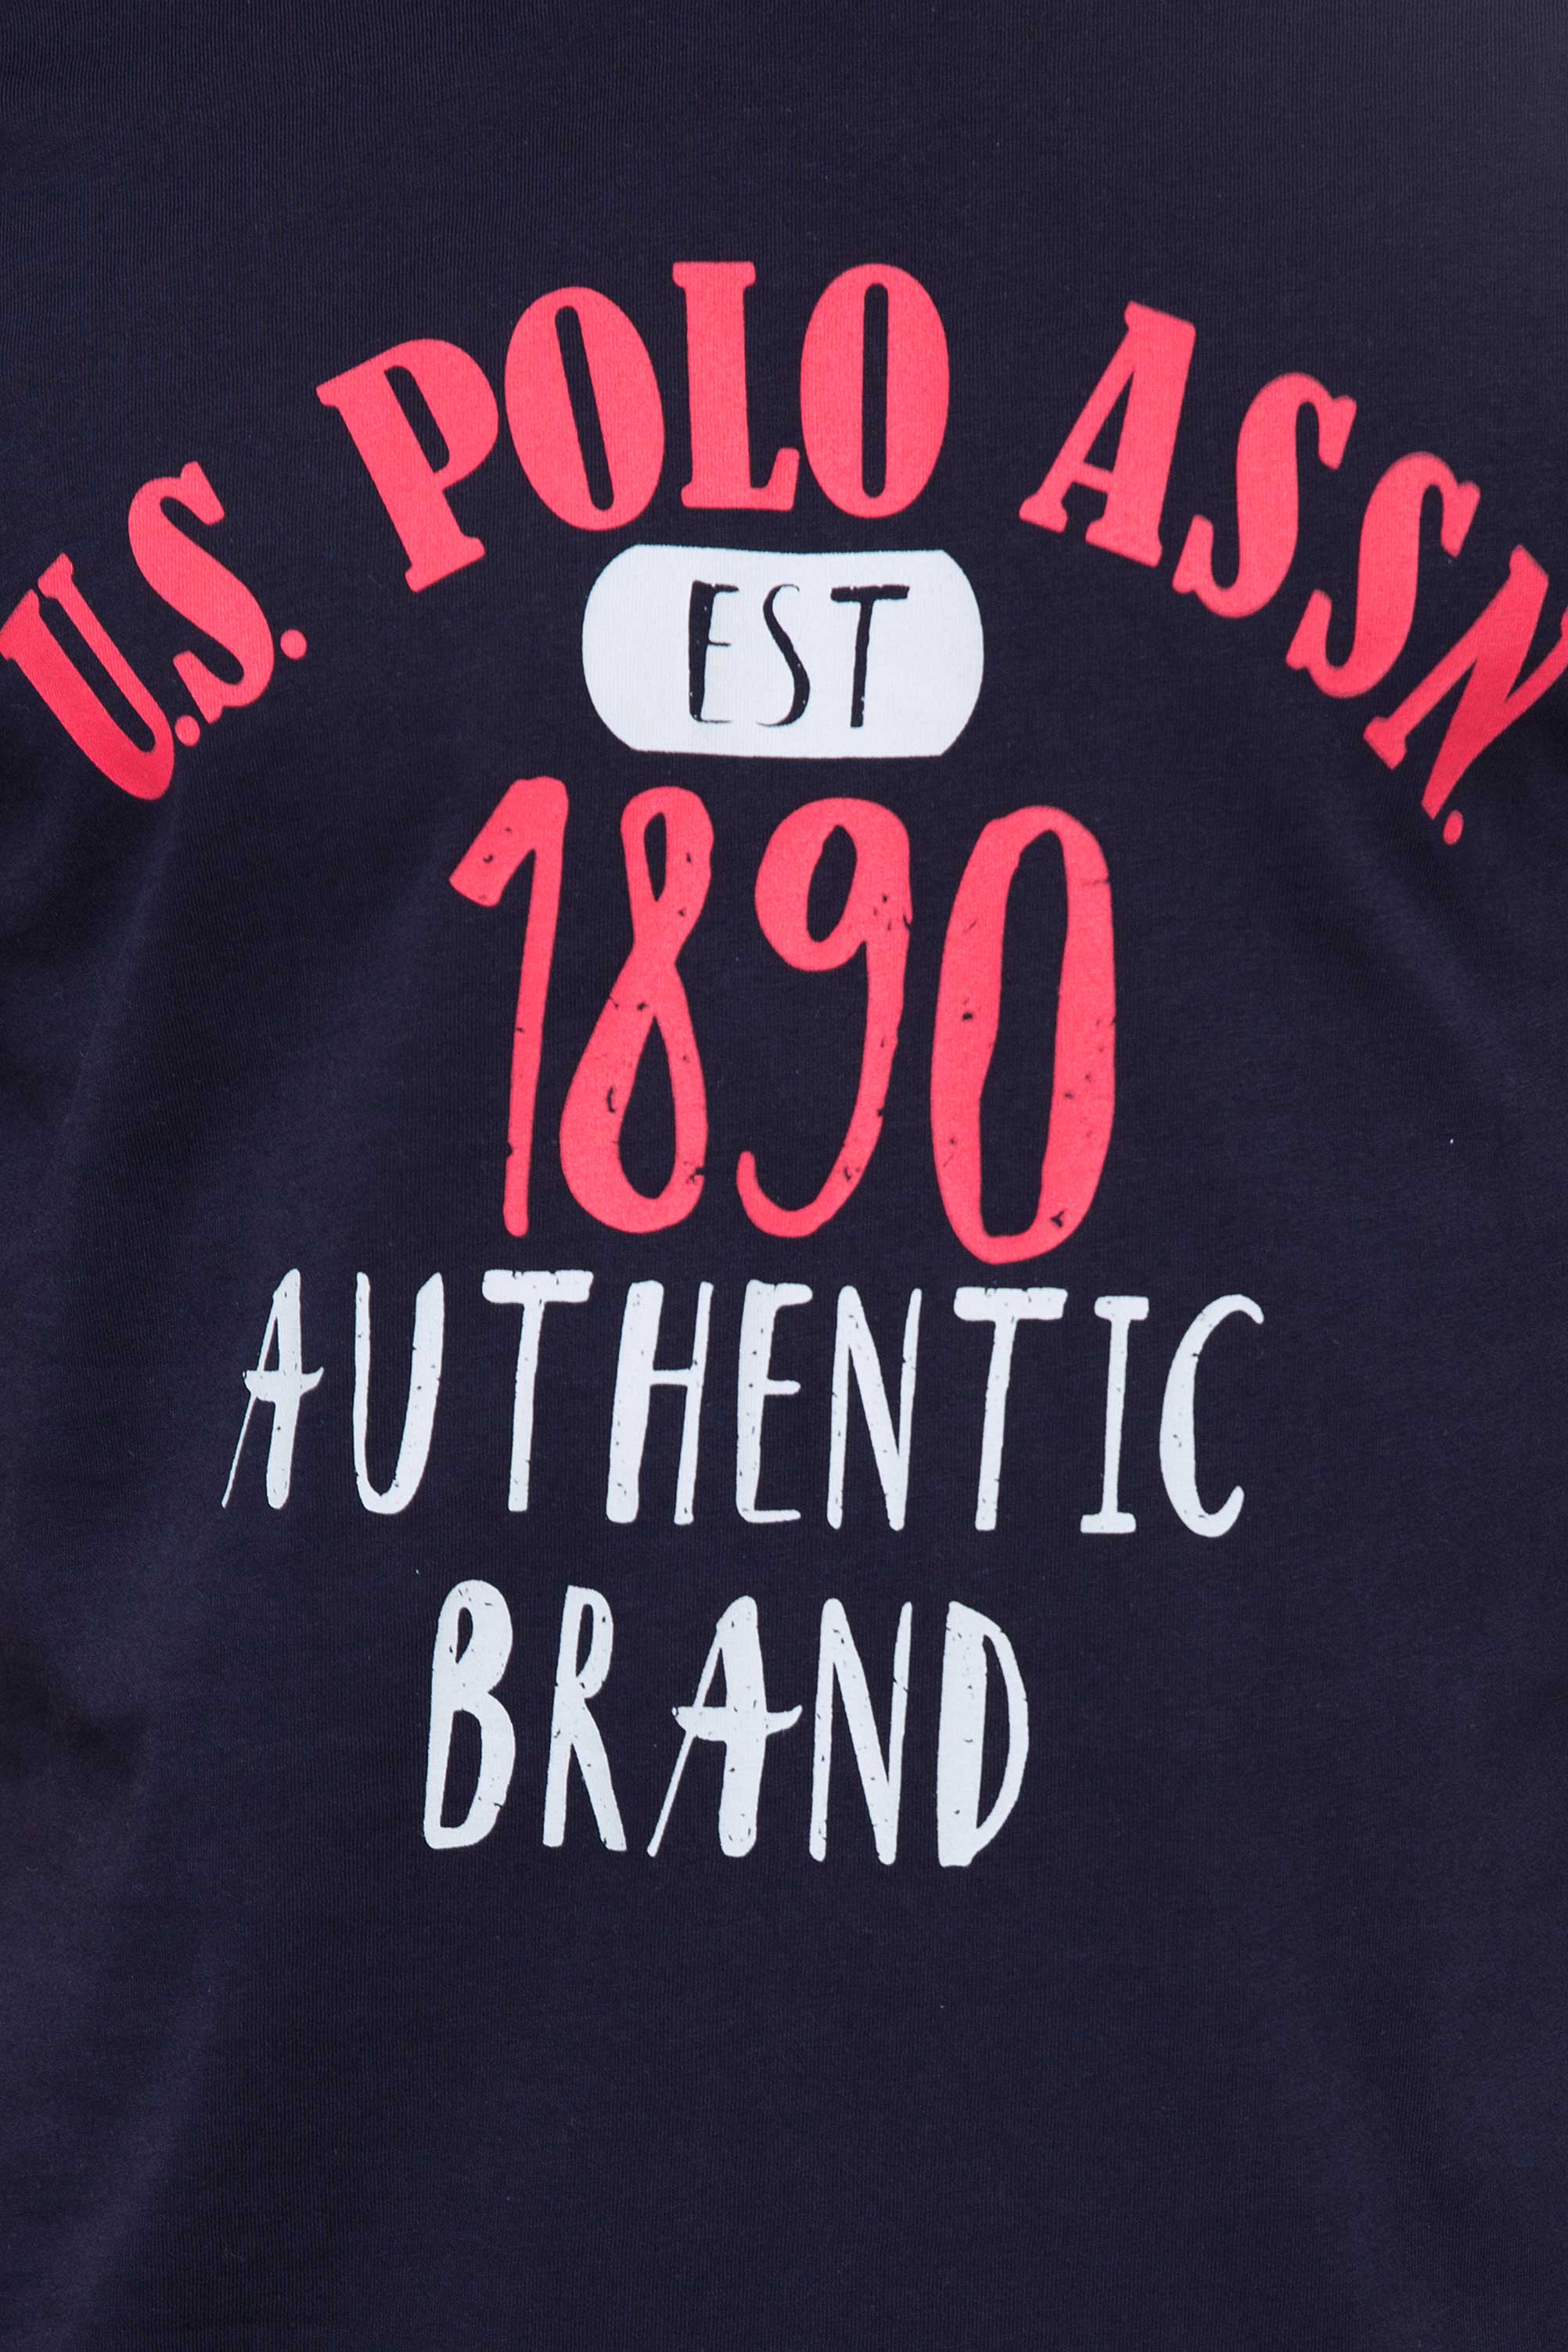 U.S. POLO ASSN.
EST
1890
AUTHENTIC
BRAND